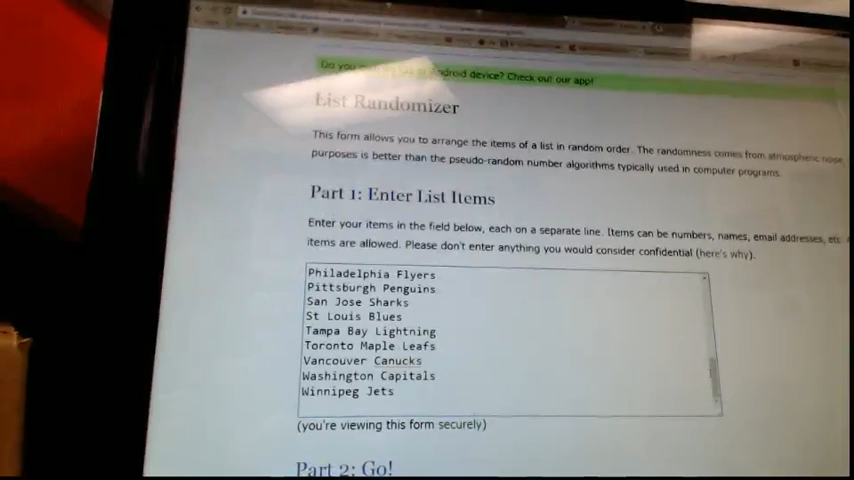 Do you android device? Check out our app!
List Randomizer
This form allows you to arrange the items of a list in random order. The randomness comes from atmospheric noise,
purposes is better than the pseudo-random number algorithms typically used in computer programs.
Part 1: Enter List Items
Enter your items in the field below, each on a separate line. Items can be numbers, names, email addresses, etc.
items are allowed. Please don't enter anything you would consider confidential (here's why).
Philadelphia Flyers
Pittsburgh Penguins
San Jose Sharks
St Louis Blues
Tampa Bay Lightning
Toronto Maple Leafs
Vancouver Canucks
Washington Capitals
Winnipeg Jets
(you're viewing this form securely)
Part 2: Go!